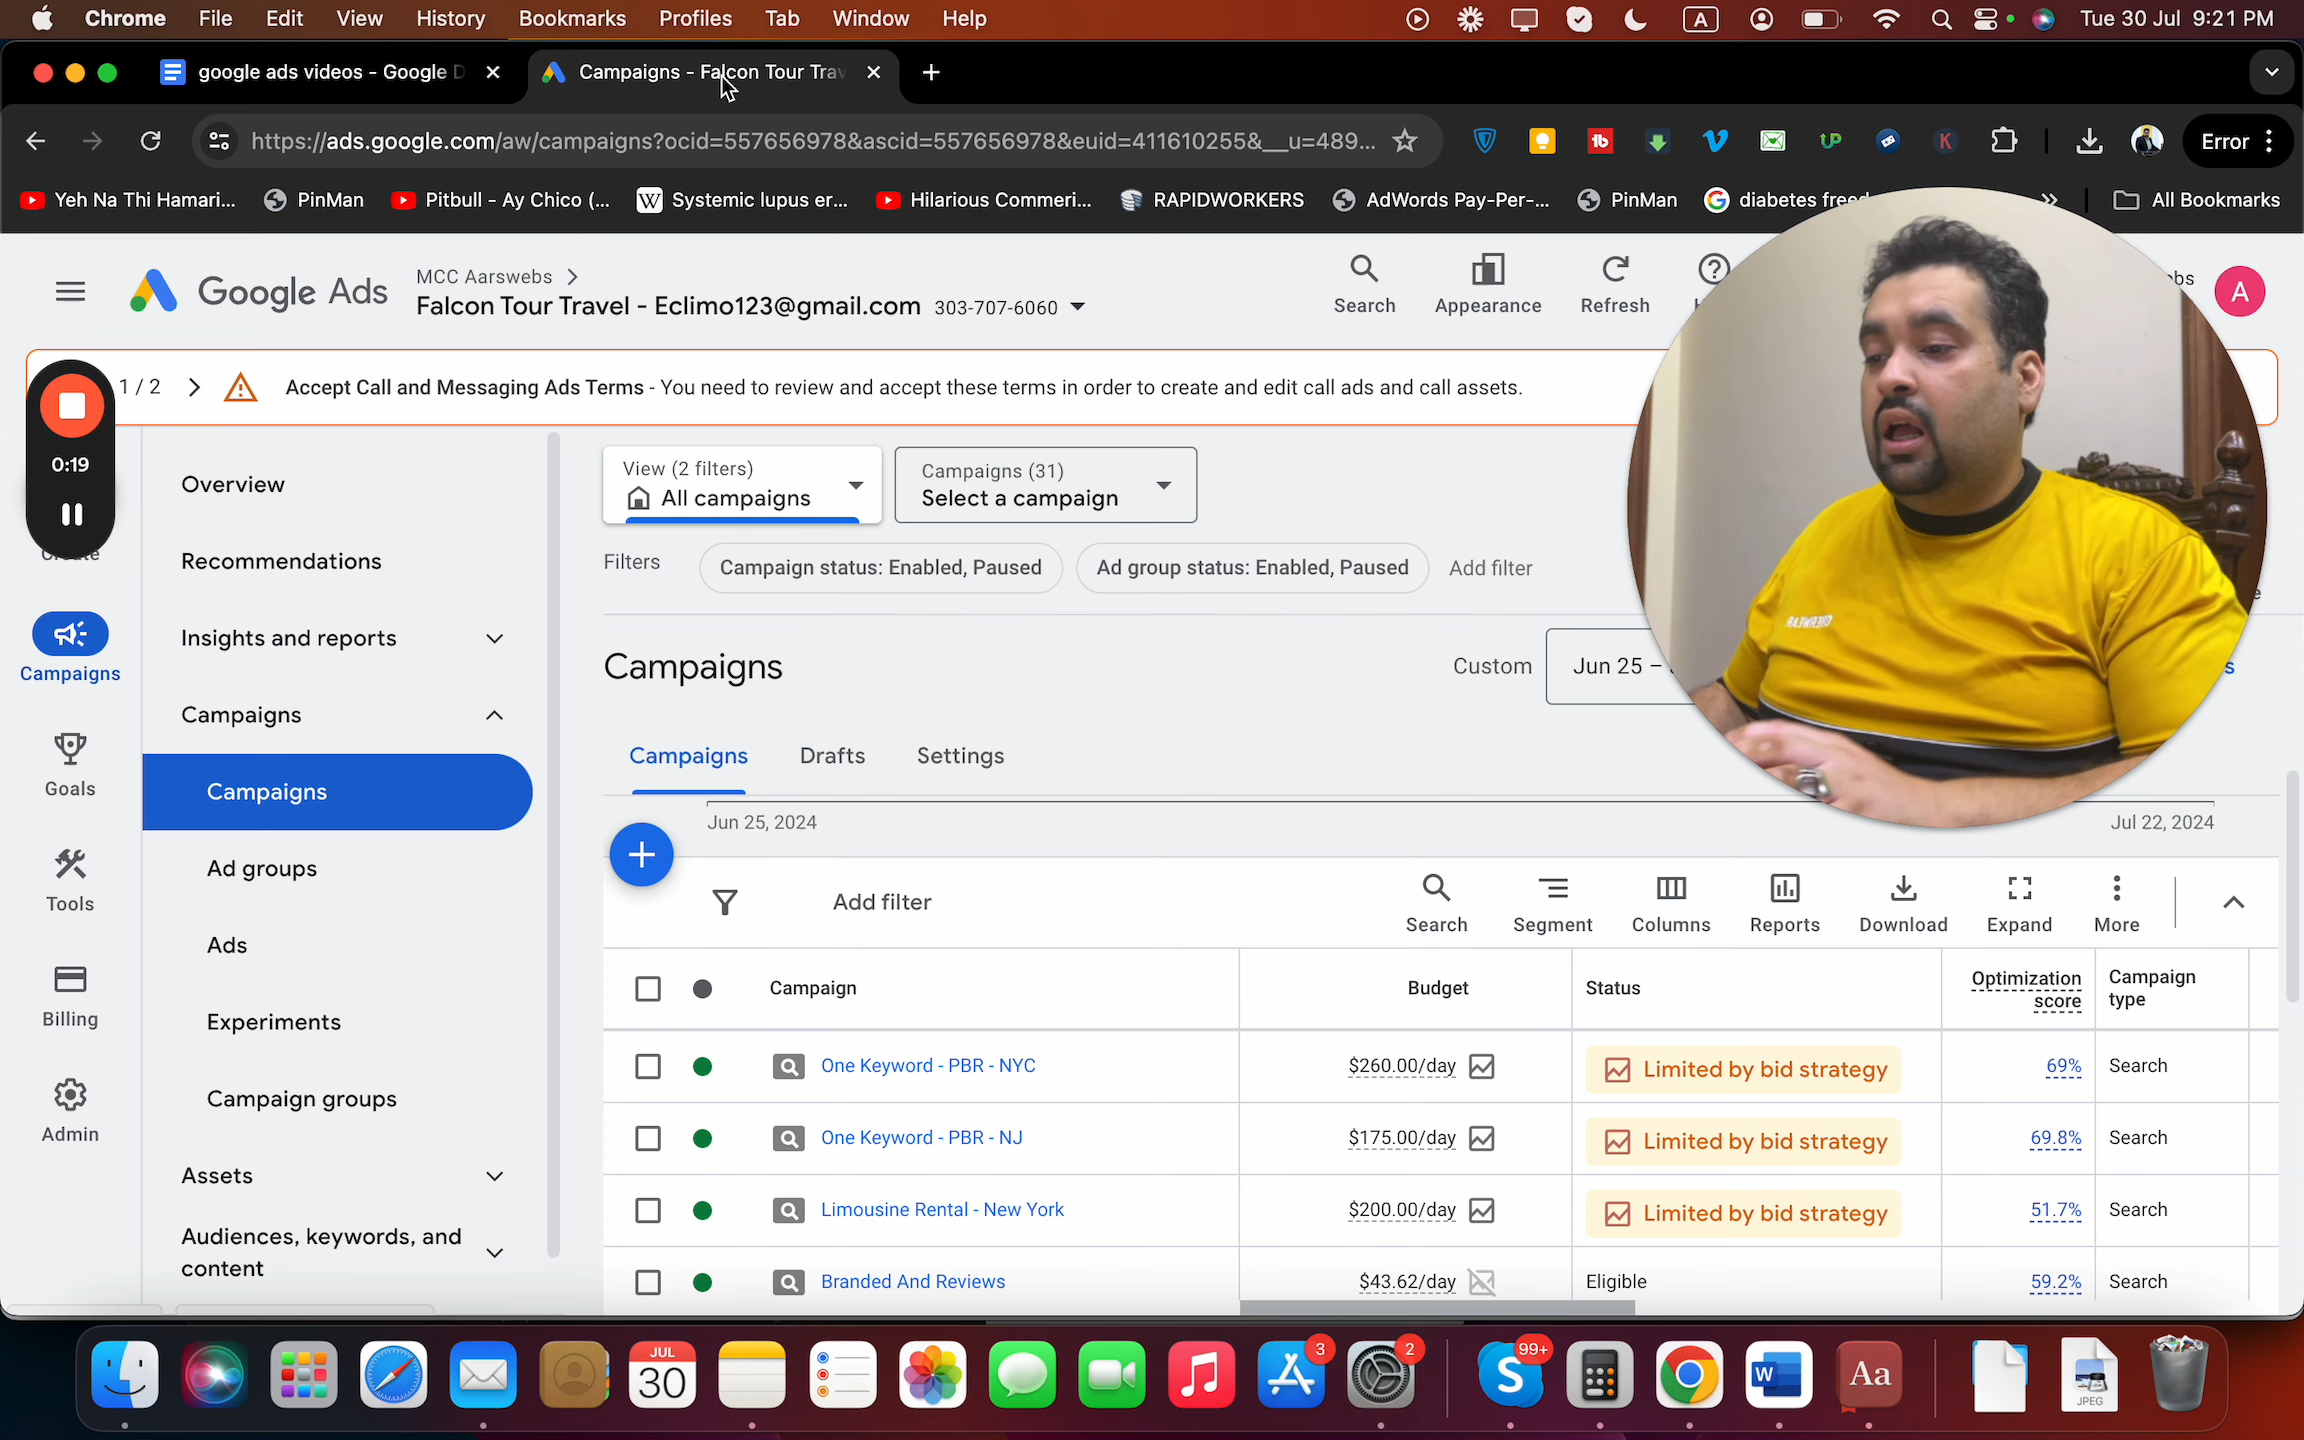 Chrome File Edit View History Bookmarks Profiles Tab Window Help
A
Tue 30 Jul 9:21 PM
google ads videos - Google D
Campaigns - Falcon Tour Trav
https://ads.google.com/aw/campaigns?ocid=557656978&ascid=557656978&euid=411610255&__u=489...
Error
Yeh Na Thi Hamari...
PinMan
Pitbull - Ay Chico (...
Systemic lupus er...
Hilarious Commeri...
RAPIDWORKERS
AdWords Pay-Per-...
PinMan
diabetes freed
All Bookmarks
Google Ads
MCC Aarswebs
Falcon Tour Travel - Eclimo123@gmail.com 303-707-6060
Search
Appearance
Refresh
A
1 / 2
Accept Call and Messaging Ads Terms - You need to review and accept these terms in order to create and edit call ads and call assets.
0:19
Create
Campaigns
Goals
Tools
Billing
Admin
Overview
Recommendations
Insights and reports
Campaigns
Campaigns
Ad groups
Ads
Experiments
Campaign groups
Assets
Audiences, keywords, and
content
View (2 filters)
All campaigns
Campaigns (31)
Select a campaign
Filters
Campaign status: Enabled, Paused
Ad group status: Enabled, Paused
Add filter
Campaigns
Custom
Jun 25 –
Campaigns
Drafts
Settings
Jun 25, 2024
Jul 22, 2024
Add filter
Search
Segment
Columns
Reports
Download
Expand
More
Campaign Budget Status Optimization score Campaign type
One Keyword - PBR - NYC $260.00/day Limited by bid strategy 69% Search
One Keyword - PBR - NJ $175.00/day Limited by bid strategy 69.8% Search
Limousine Rental - New York $200.00/day Limited by bid strategy 51.7% Search
Branded And Reviews $43.62/day Eligible 59.2% Search
JUL
30
3
2
99+
S
W
Aa
JPEG